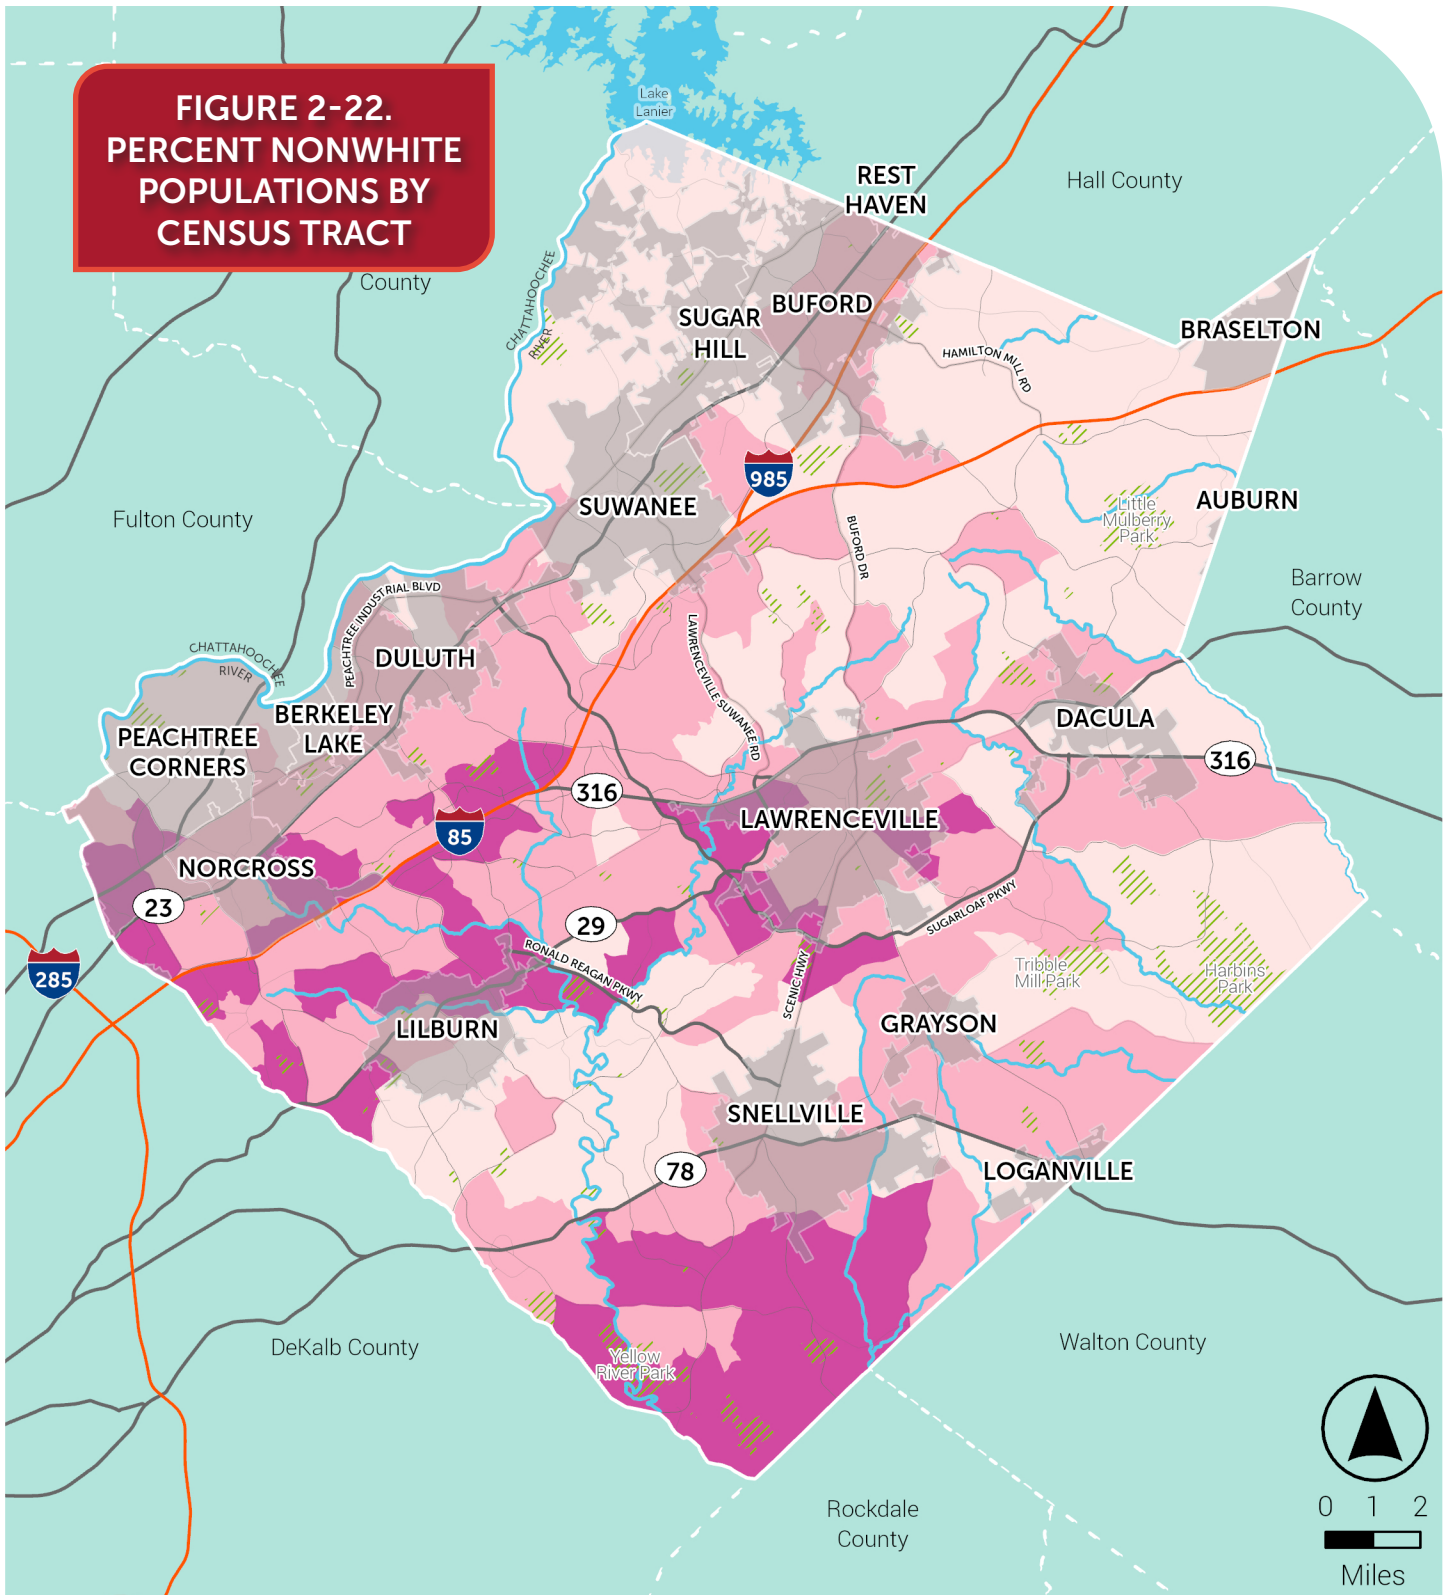 FIGURE 2-22.
PERCENT NONWHITE
POPULATIONS BY
CENSUS TRACT
Lake
Lanier
REST
HAVEN
Hall County
County
CHATTAHOOCHEE
RIVER
SUGAR
HILL
BUFORD
BRASELTON
HAMILTON MILL RD
985
SUWANEE
Fulton County
AUBURN
Little
Mulberry
Park
BUFORD DR
Barrow
County
PEACHTREE INDUSTRIAL BLVD
LAWRENCEVILLE SUWANEE RD
CHATTAHOOCHEE
RIVER
DULUTH
BERKELEY
LAKE
PEACHTREE
CORNERS
DACULA
316
316
LAWRENCEVILLE
85
NORCROSS
23
29
SUGARLOAF PKWY
RONALD REAGAN PKWY
SCENIC HWY
285
Tribble
Mill Park
Harbins
Park
LILBURN
GRAYSON
SNELLVILLE
78
LOGANVILLE
DeKalb County
Walton County
Yellow
River Park
Rockdale
County
0 1 2
Miles